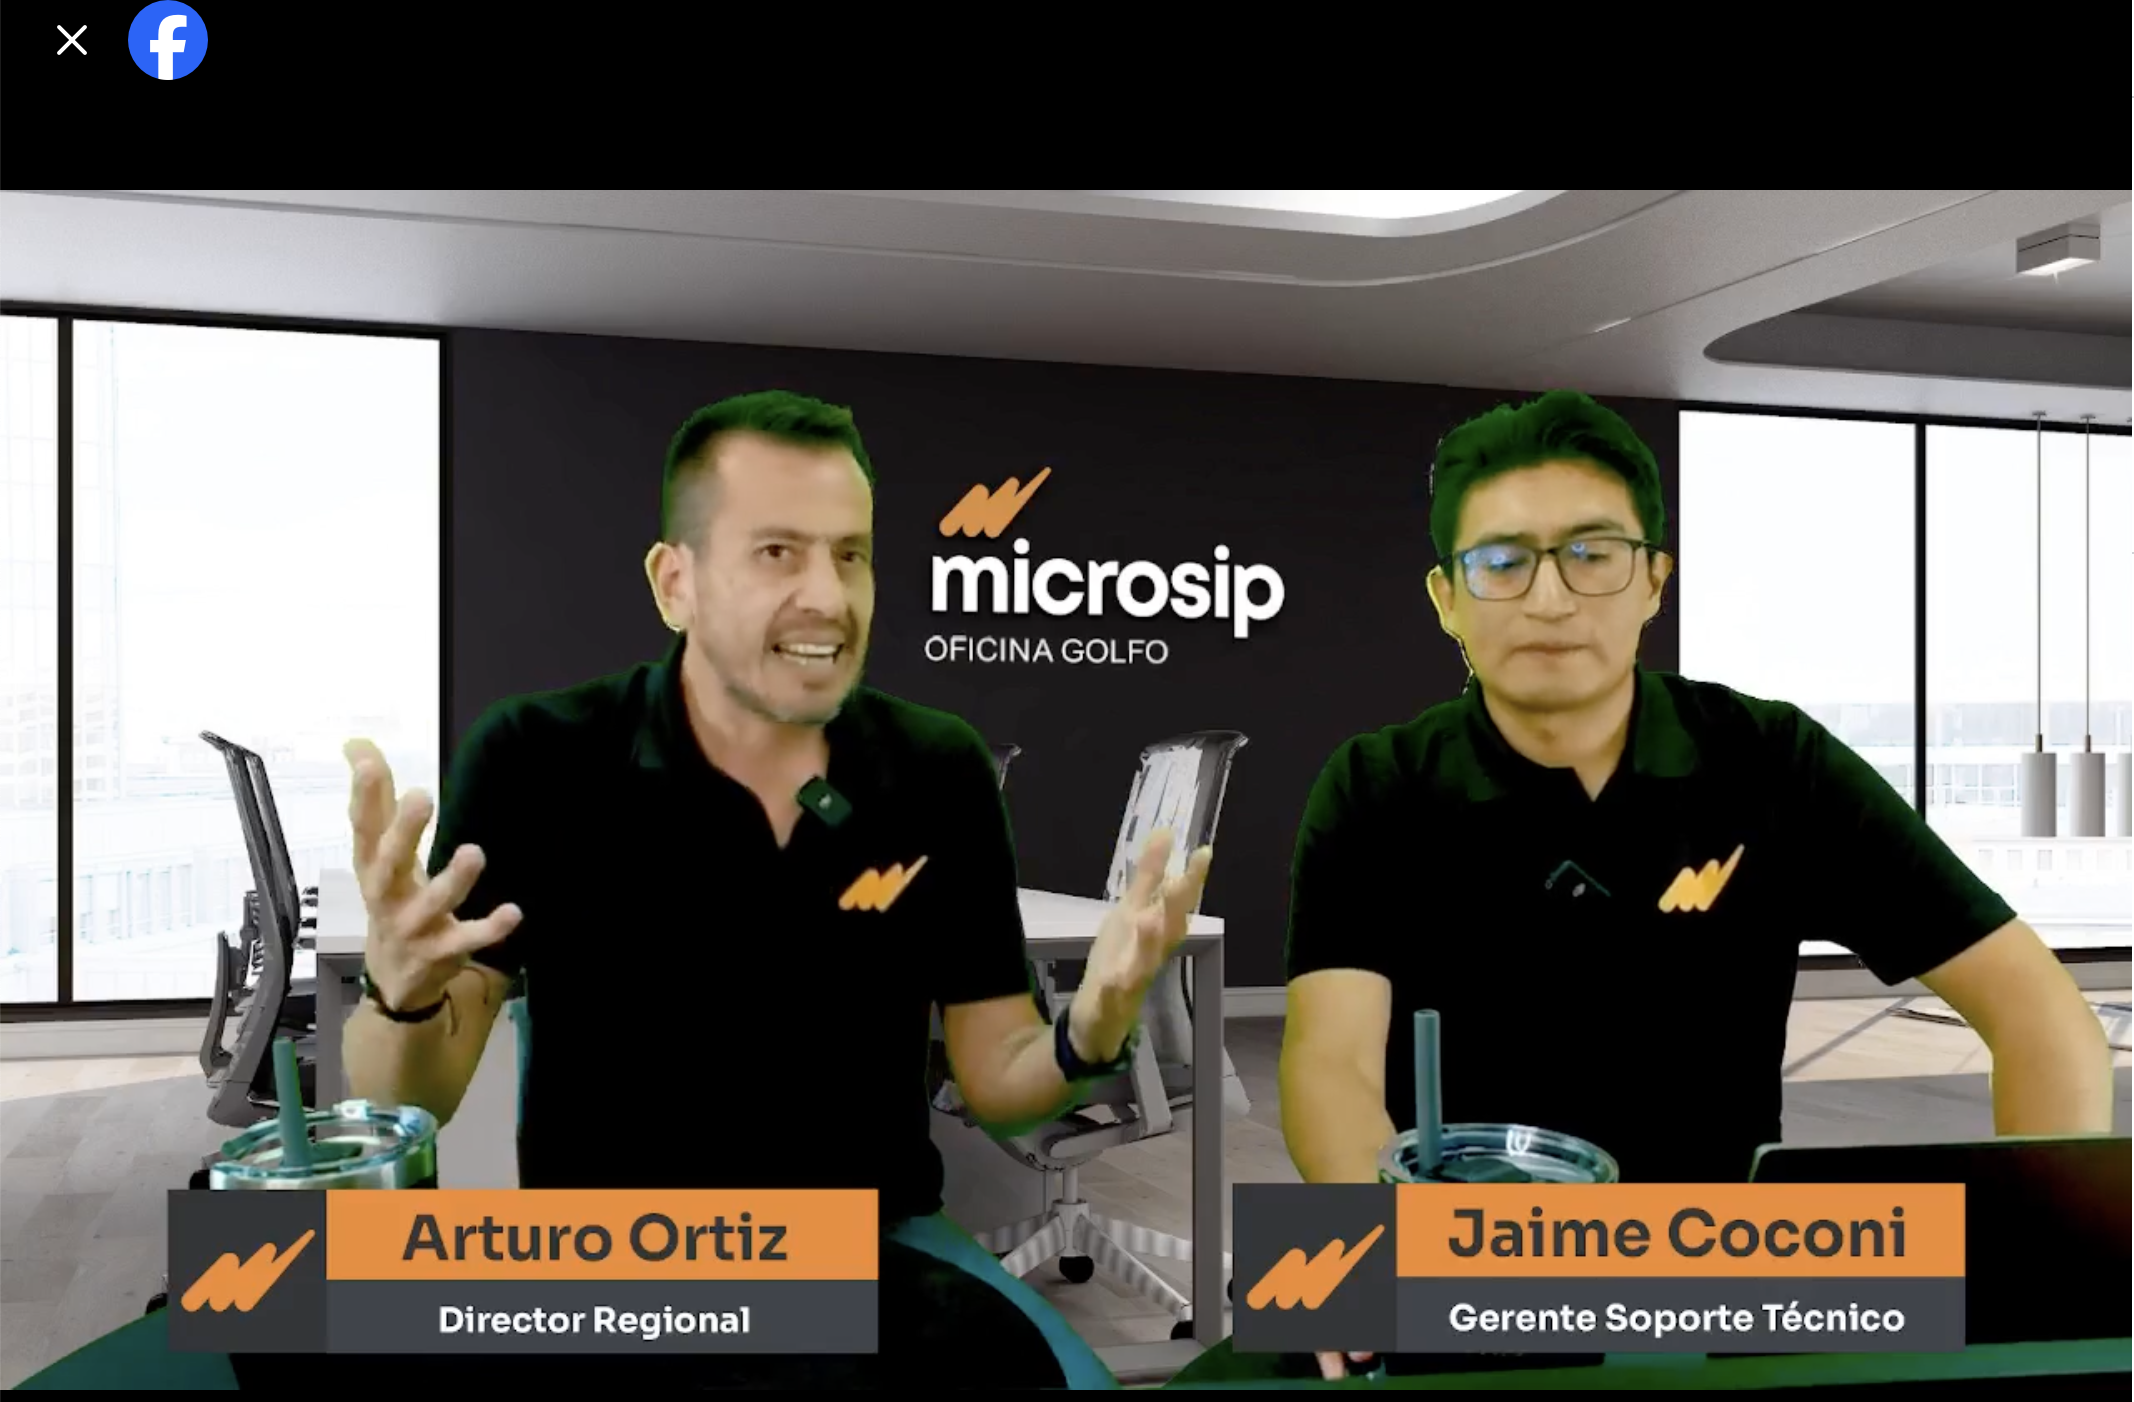 microsip
OFICINA GOLFO
Arturo Ortiz
Director Regional
Jaime Coconi
Gerente Soporte Técnico